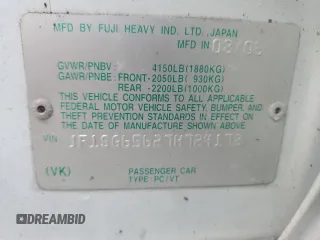 MFD BY FUJI HEAVY IND. LTD., JAPAN
MFD IN
GVWR/PNBV: 4150LB(1880KG)
GAWR/PNBE: FRONT-2050LB( 930KG)
REAR -2200LB(1000KG)
THIS VEHICLE CONFORMS TO ALL APPLICABLE
FEDERAL MOTOR VEHICLE SAFETY, BUMPER, AND
THEFT PREVENTION STANDARDS IN EFFECT ON
THE DATE OF MANUFACTURE SHOWN ABOVE.
VIN
(VK)
PASSENGER CAR
TYPE PC/VT
DREAMBID